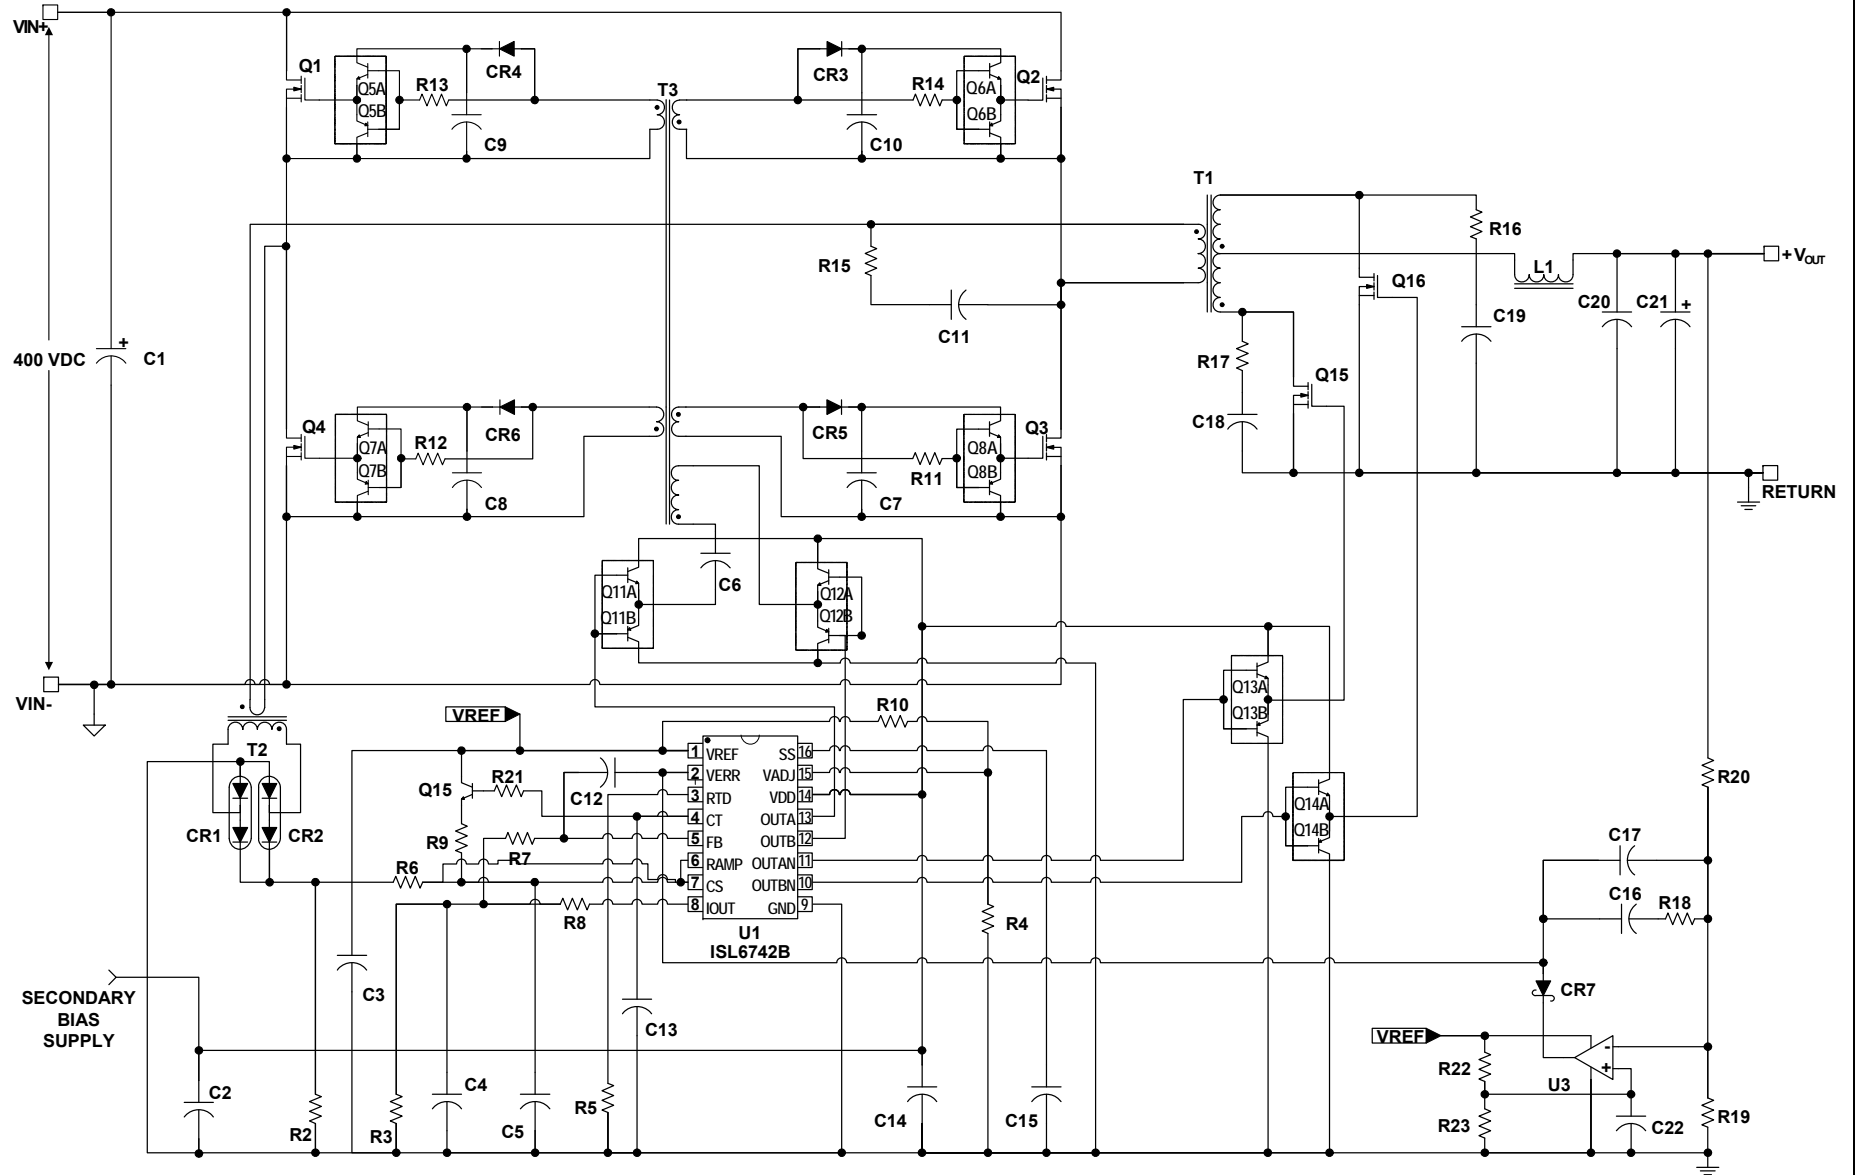 VIN+
Q1
Q5A
Q5B
R13
CR4
C9
T3
CR3
R14
C10
Q6A
Q6B
Q2
T1
R16
R15
C11
Q16
L1
+ VOUT
C20
C21
+
C19
400 VDC
+
C1
R17
Q15
C18
Q4
Q7A
Q7B
R12
CR6
C8
CR5
R11
C7
Q8A
Q8B
Q3
RETURN
C6
Q11A
Q11B
Q12A
Q12B
VIN-
T2
CR1
CR2
VREF
R10
Q13A
Q13B
Q14A
Q14B
Q15
R21
C12
R9
R7
R6
R8
1 VREF
2 VERR
3 RTD
4 CT
5 FB
6 RAMP
7 CS
8 IOUT
SS 16
VADJ 15
VDD 14
OUTA 13
OUTB 12
OUTAN 11
OUTBN 10
GND 9
U1
ISL6742B
R4
R20
C17
C16
R18
CR7
SECONDARY
BIAS
SUPPLY
C3
C13
VREF
R22
-
+
U3
R23
C22
R19
C2
R2
R3
C4
C5
R5
C14
C15